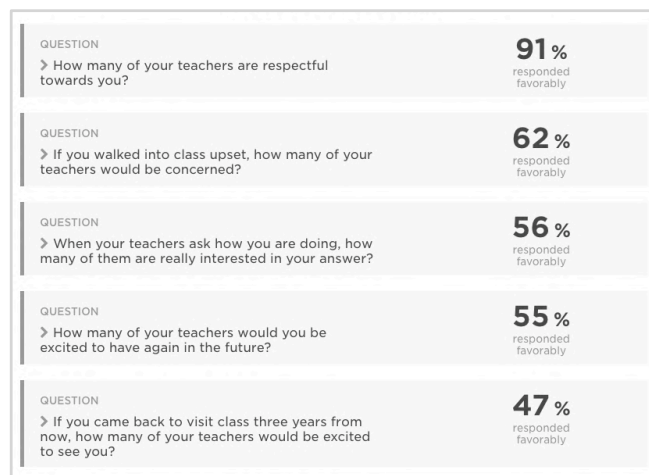 QUESTION
> How many of your teachers are respectful
towards you?
91 %
responded
favorably
QUESTION
> If you walked into class upset, how many of your
teachers would be concerned?
62 %
responded
favorably
QUESTION
> When your teachers ask how you are doing, how
many of them are really interested in your answer?
56 %
responded
favorably
QUESTION
> How many of your teachers would you be
excited to have again in the future?
55 %
responded
favorably
QUESTION
> If you came back to visit class three years from
now, how many of your teachers would be excited
to see you?
47 %
responded
favorably